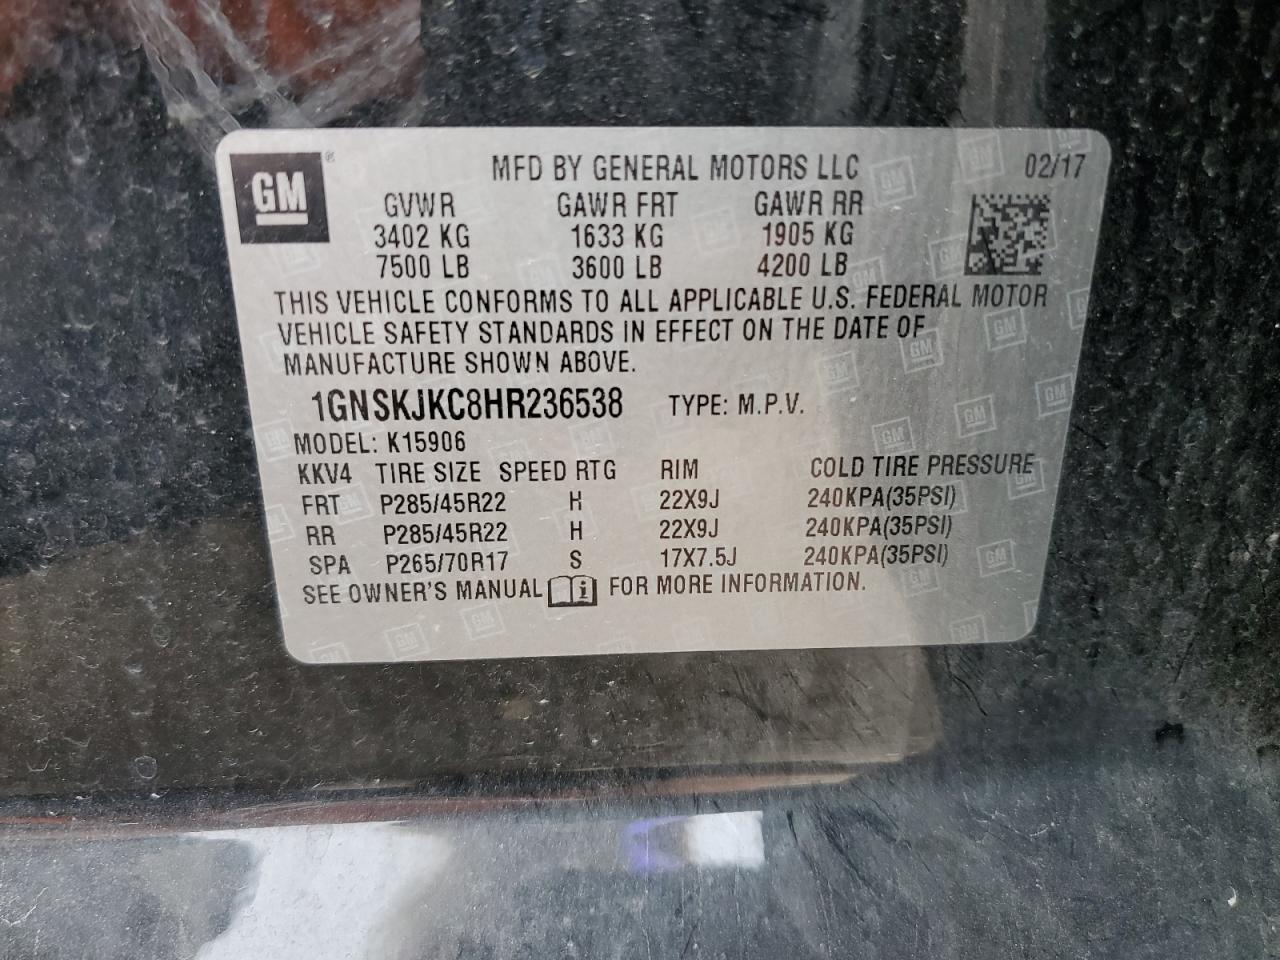 GM ® MFD BY GENERAL MOTORS LLC 02/17
GVWR GAWR FRT GAWR RR
3402 KG 1633 KG 1905 KG
7500 LB 3600 LB 4200 LB
THIS VEHICLE CONFORMS TO ALL APPLICABLE U.S. FEDERAL MOTOR
VEHICLE SAFETY STANDARDS IN EFFECT ON THE DATE OF
MANUFACTURE SHOWN ABOVE.
1GNSKJKC8HR236538 TYPE: M.P.V.
MODEL: K15906
KKV4 TIRE SIZE SPEED RTG RIM COLD TIRE PRESSURE
FRT P285/45R22 H 22X9J 240KPA(35PSI)
RR P285/45R22 H 22X9J 240KPA(35PSI)
SPA P265/70R17 S 17X7.5J 240KPA(35PSI)
SEE OWNER'S MANUAL i FOR MORE INFORMATION.